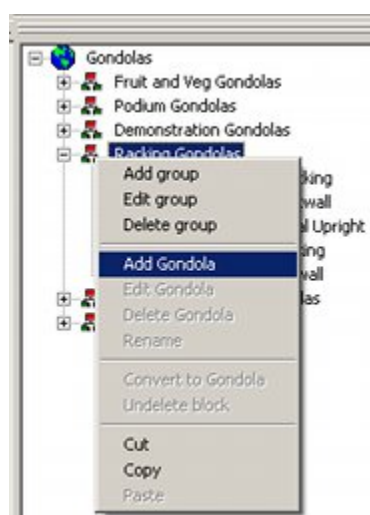 Gondolas
Fruit and Veg Gondolas
Podium Gondolas
Demonstration Gondolas
Racking Gondolas
Add group
Edit group
Delete group
Upright
Add Gondola
Edit Gondola
Delete Gondola
Rename
Convert to Gondola
Undelete block
Cut
Copy
Paste